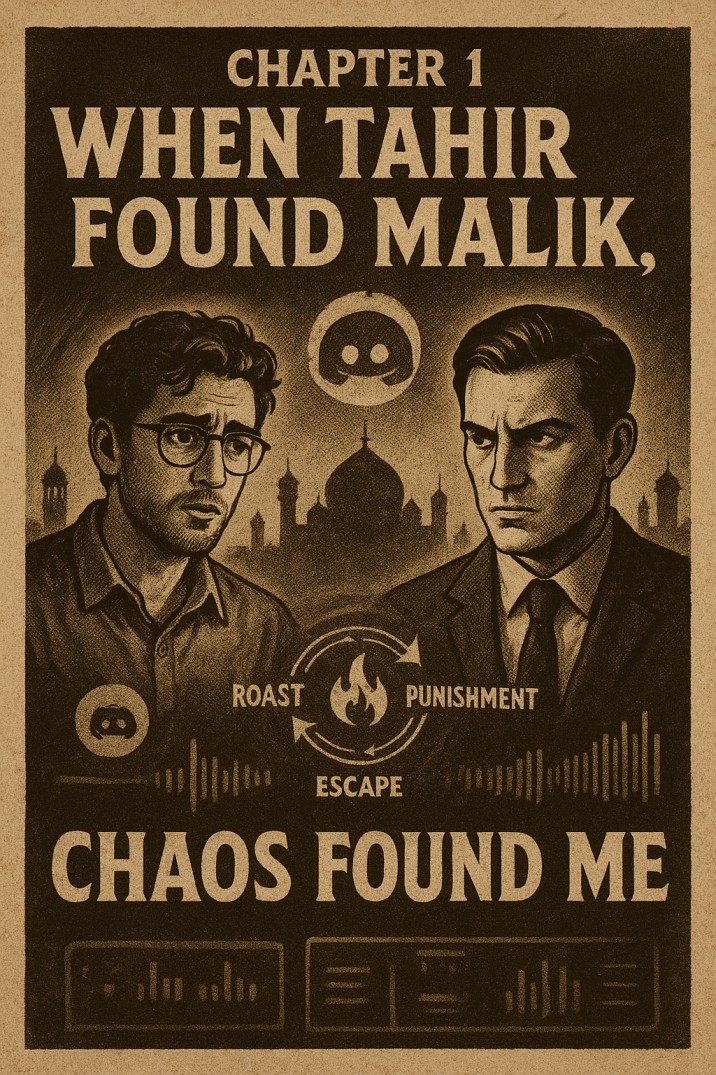 CHAPTER 1
WHEN TAHIR
FOUND MALIK,
ROAST
PUNISHMENT
ESCAPE
CHAOS FOUND ME